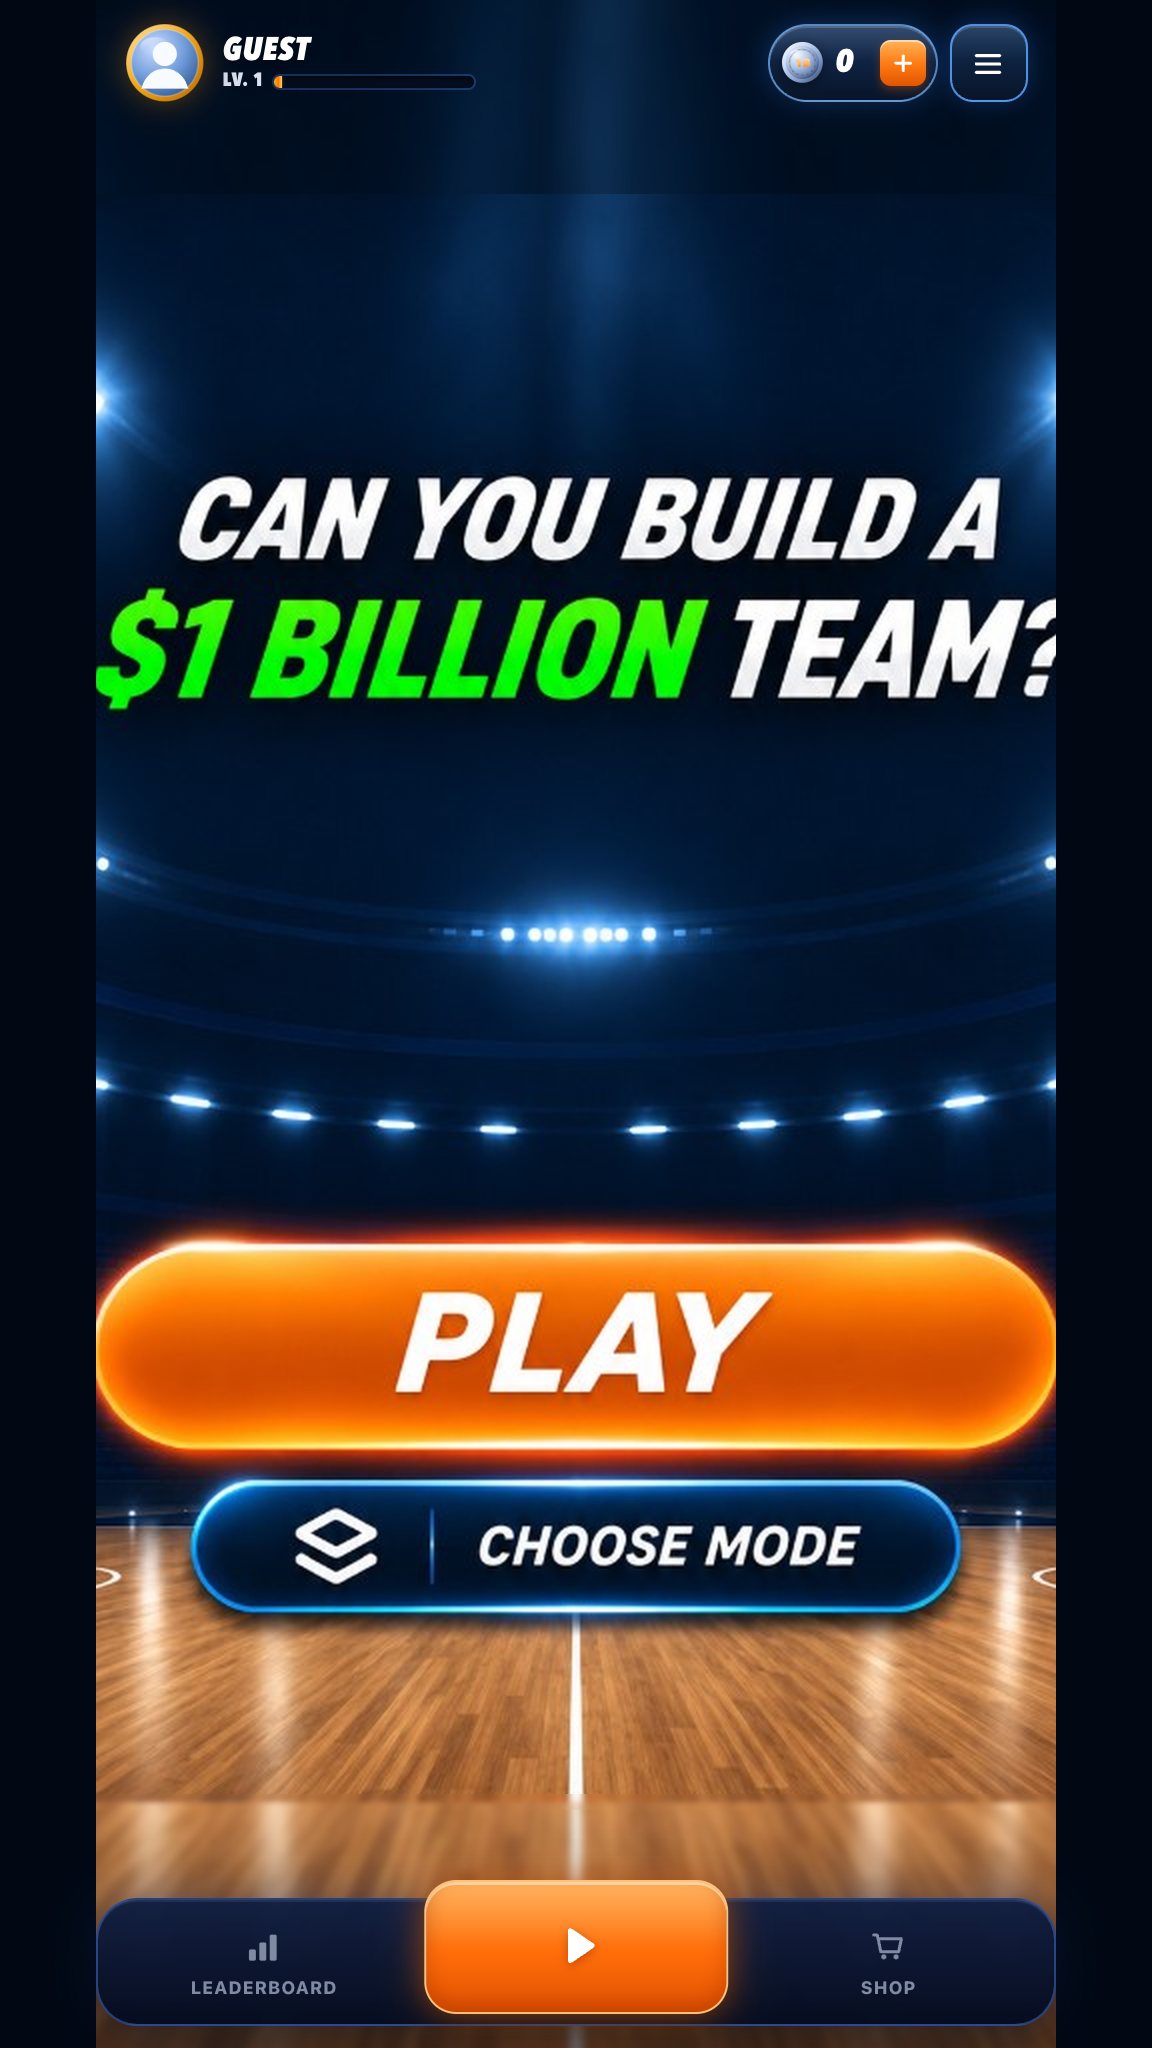 GUEST
LV. 1
0
CAN YOU BUILD A
$1 BILLION TEAM?
PLAY
CHOOSE MODE
LEADERBOARD
SHOP